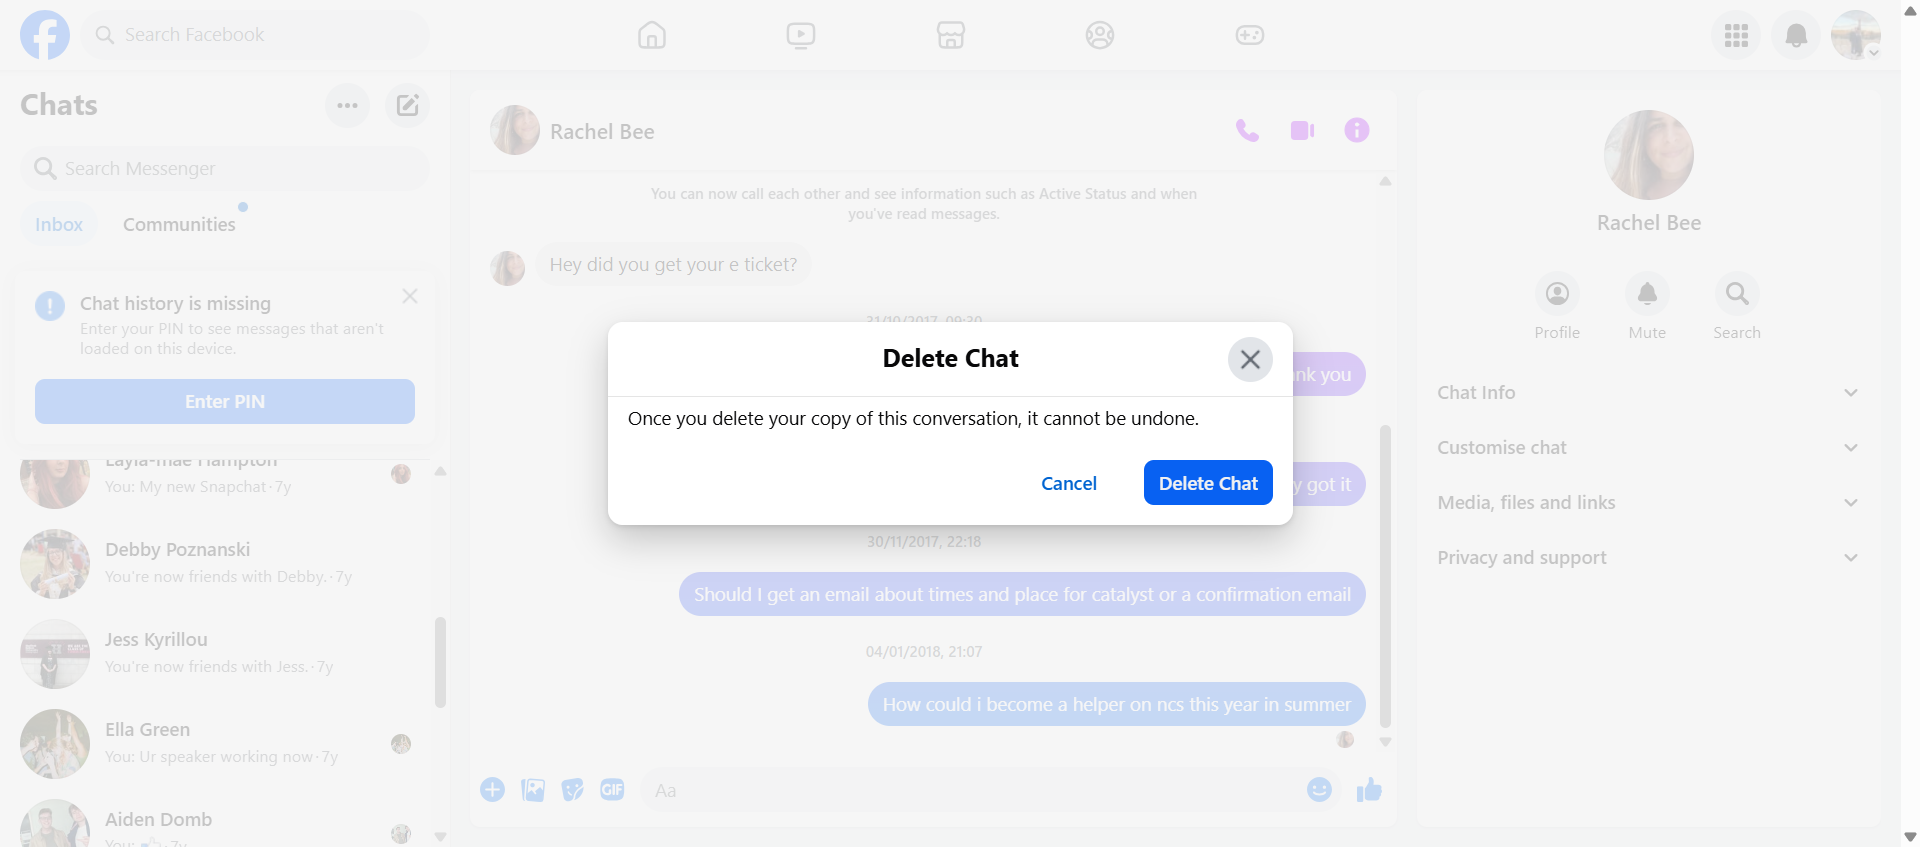 Search Facebook
Chats
Search Messenger
Inbox
Communities
Chat history is missing
Enter your PIN to see messages that aren't
loaded on this device.
Enter PIN
Layla-mae Hampton
You: My new Snapchat · 7y
Debby Poznanski
You're now friends with Debby. · 7y
Jess Kyrillou
You're now friends with Jess. · 7y
Ella Green
You: Ur speaker working now · 7y
Aiden Domb
You: · 7y
Rachel Bee
You can now call each other and see information such as Active Status and when
you've read messages.
Hey did you get your e ticket?
31/10/2017, 09:30
nk you
Delete Chat
Once you delete your copy of this conversation, it cannot be undone.
Cancel
Delete Chat
y got it
30/11/2017, 22:18
Should I get an email about times and place for catalyst or a confirmation email
04/01/2018, 21:07
How could i become a helper on ncs this year in summer
GIF
Aa
Rachel Bee
Profile
Mute
Search
Chat Info
Customise chat
Media, files and links
Privacy and support